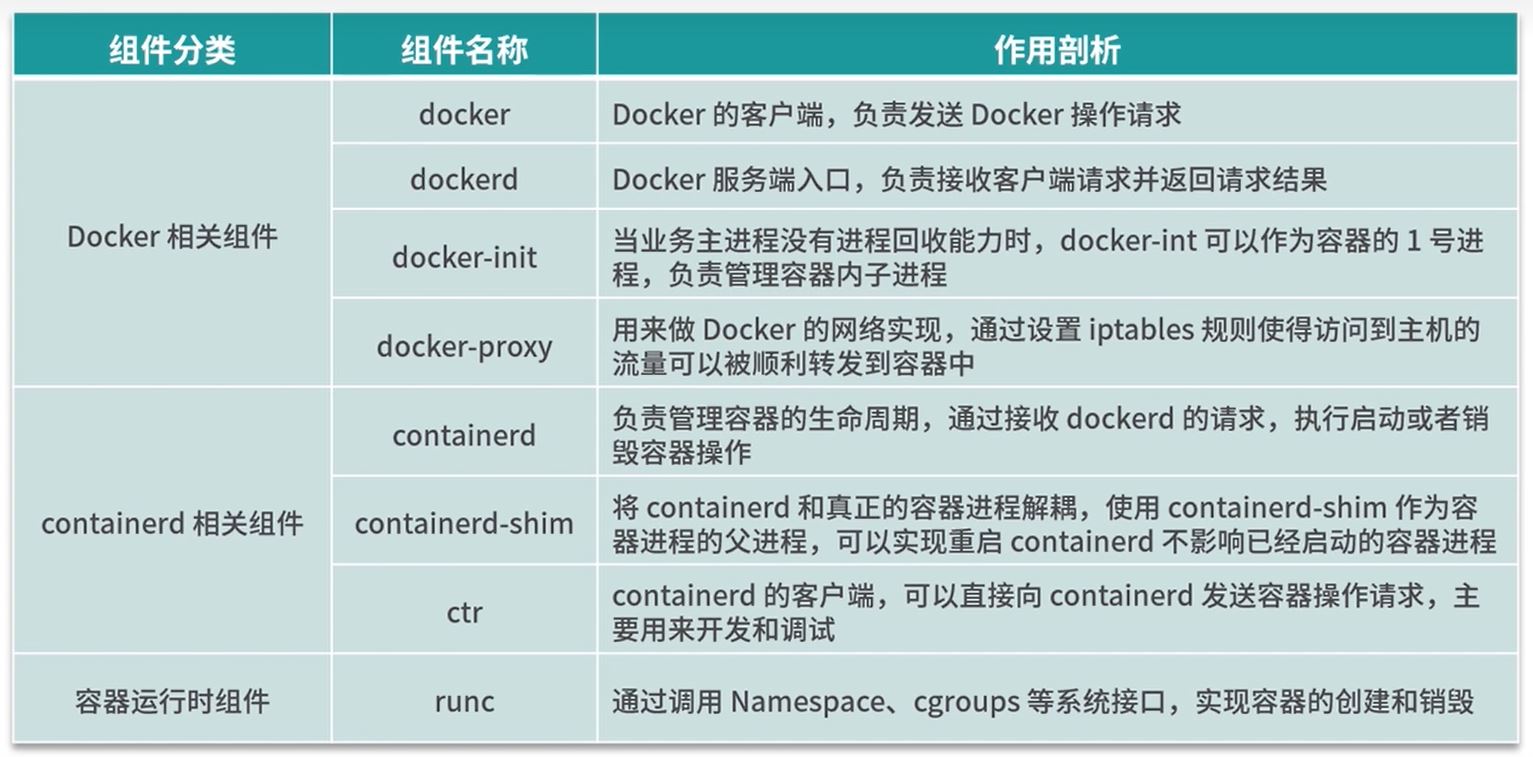 组件分类 组件名称 作用剖析
Docker 相关组件
docker Docker 的客户端，负责发送 Docker 操作请求
dockerd Docker 服务端入口，负责接收客户端请求并返回请求结果
docker-init
当业务主进程没有进程回收能力时，docker-int 可以作为容器的 1 号进
程，负责管理容器内子进程
docker-proxy
用来做 Docker 的网络实现，通过设置 iptables 规则使得访问到主机的
流量可以被顺利转发到容器中
containerd 相关组件
containerd
负责管理容器的生命周期，通过接收 dockerd 的请求，执行启动或者销
毁容器操作
containerd-shim
将 containerd 和真正的容器进程解耦，使用 containerd-shim 作为容
器进程的父进程，可以实现重启 containerd 不影响已经启动的容器进程
ctr
containerd 的客户端，可以直接向 containerd 发送容器操作请求，主
要用来开发和调试
容器运行时组件 runc 通过调用 Namespace、cgroups 等系统接口，实现容器的创建和销毁